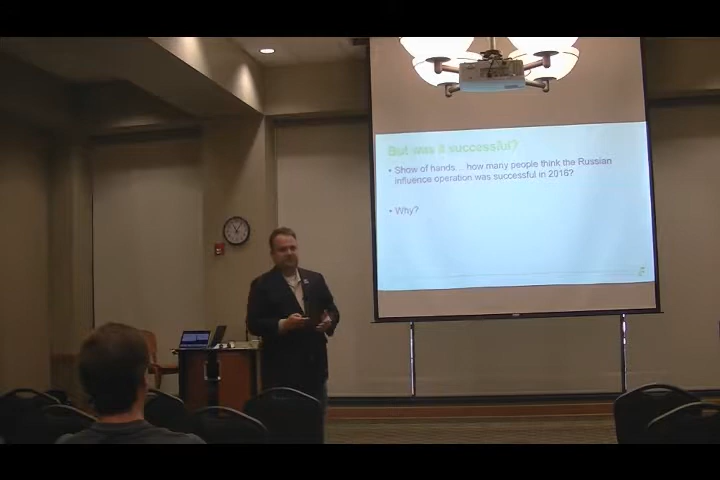 But was it successful?
• Show of hands... how many people think the Russian
influence operation was successful in 2016?
• Why?